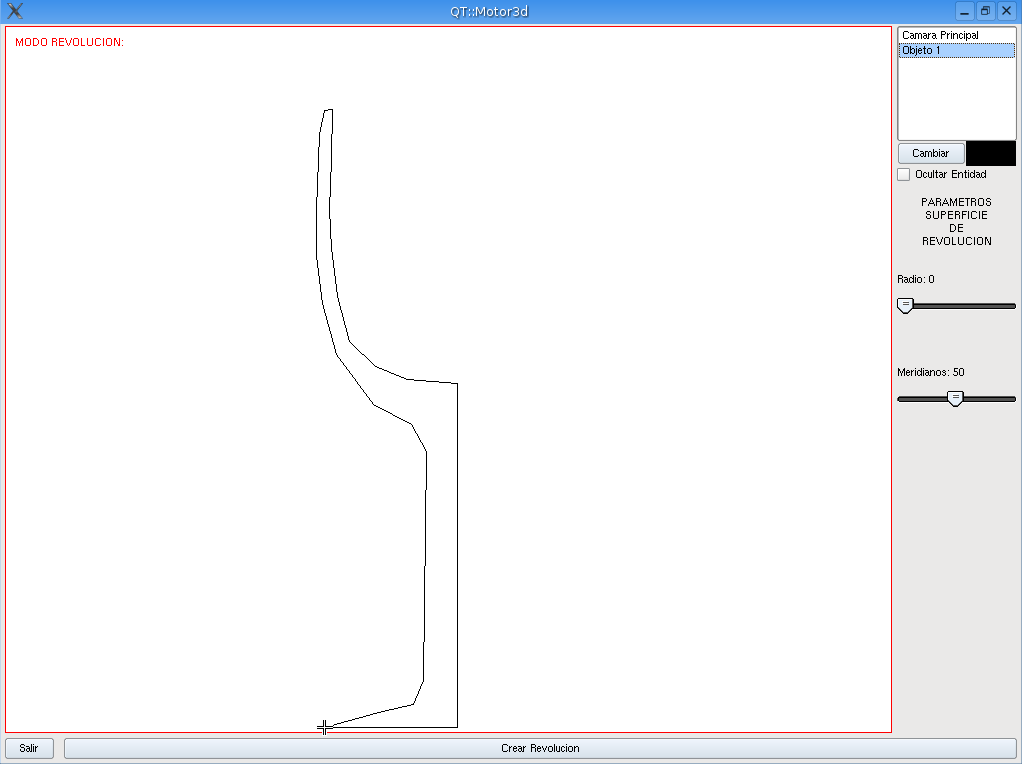 QT::Motor3d
MODO REVOLUCION:
Camara Principal
Objeto 1
Cambiar
Ocultar Entidad
PARAMETROS
SUPERFICIE
DE
REVOLUCION
Radio: 0
Meridianos: 50
Salir
Crear Revolucion